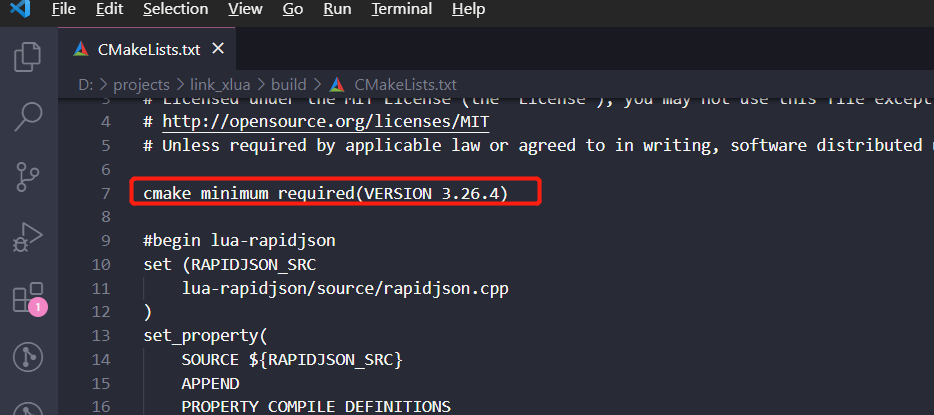 File Edit Selection View Go Run Terminal Help
CMakeLists.txt
D: > projects > link_xlua > build > CMakeLists.txt
3 # Licensed under the MIT License (the "License"), you may not use this file except
4 # http://opensource.org/licenses/MIT
5 # Unless required by applicable law or agreed to in writing, software distributed
6
7 cmake_minimum_required(VERSION 3.26.4)
8
9 #begin lua-rapidjson
10 set (RAPIDJSON_SRC
11 lua-rapidjson/source/rapidjson.cpp
12 )
13 set_property(
14 SOURCE ${RAPIDJSON_SRC}
15 APPEND
16 PROPERTY COMPILE_DEFINITIONS
1